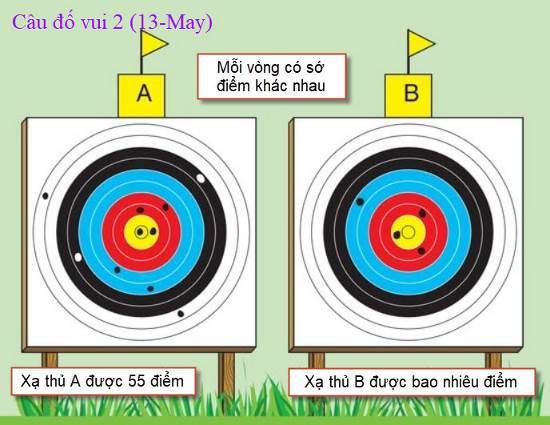 Câu đố vui 2 (13-May)
Mỗi vòng có sở
điểm khác nhau
A
B
Xạ thủ A được 55 điểm
Xạ thủ B được bao nhiêu điểm